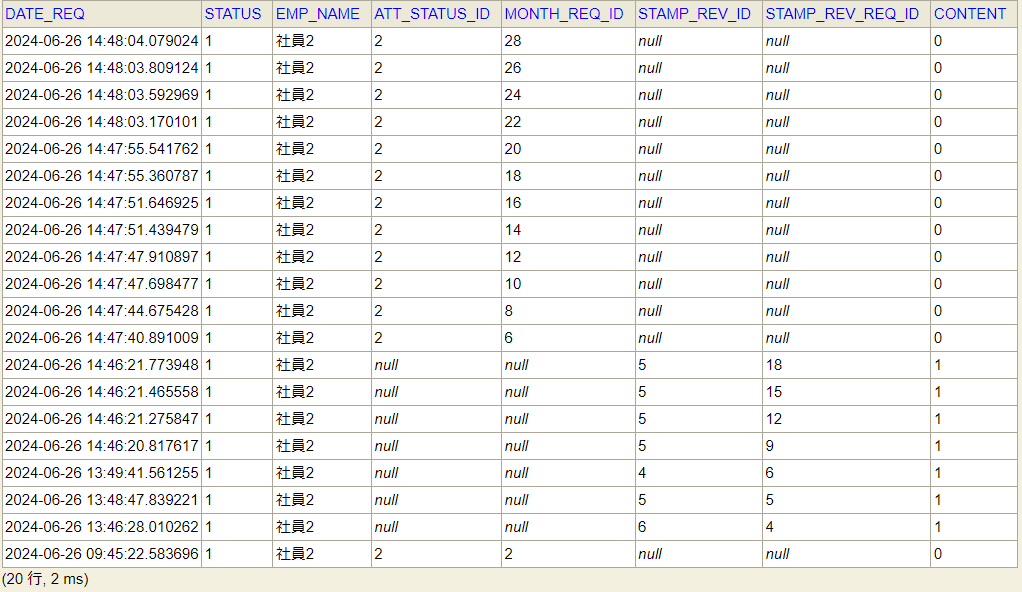 DATE_REQ STATUS EMP_NAME ATT_STATUS_ID MONTH_REQ_ID STAMP_REV_ID STAMP_REV_REQ_ID CONTENT
2024-06-26 14:48:04.079024 1 社員2 2 28 null null 0
2024-06-26 14:48:03.809124 1 社員2 2 26 null null 0
2024-06-26 14:48:03.592969 1 社員2 2 24 null null 0
2024-06-26 14:48:03.170101 1 社員2 2 22 null null 0
2024-06-26 14:47:55.541762 1 社員2 2 20 null null 0
2024-06-26 14:47:55.360787 1 社員2 2 18 null null 0
2024-06-26 14:47:51.646925 1 社員2 2 16 null null 0
2024-06-26 14:47:51.439479 1 社員2 2 14 null null 0
2024-06-26 14:47:47.910897 1 社員2 2 12 null null 0
2024-06-26 14:47:47.698477 1 社員2 2 10 null null 0
2024-06-26 14:47:44.675428 1 社員2 2 8 null null 0
2024-06-26 14:47:40.891009 1 社員2 2 6 null null 0
2024-06-26 14:46:21.773948 1 社員2 null null 5 18 1
2024-06-26 14:46:21.465558 1 社員2 null null 5 15 1
2024-06-26 14:46:21.275847 1 社員2 null null 5 12 1
2024-06-26 14:46:20.817617 1 社員2 null null 5 9 1
2024-06-26 13:49:41.561255 1 社員2 null null 4 6 1
2024-06-26 13:48:47.839221 1 社員2 null null 5 5 1
2024-06-26 13:46:28.010262 1 社員2 null null 6 4 1
2024-06-26 09:45:22.583696 1 社員2 2 2 null null 0
(20 行, 2 ms)